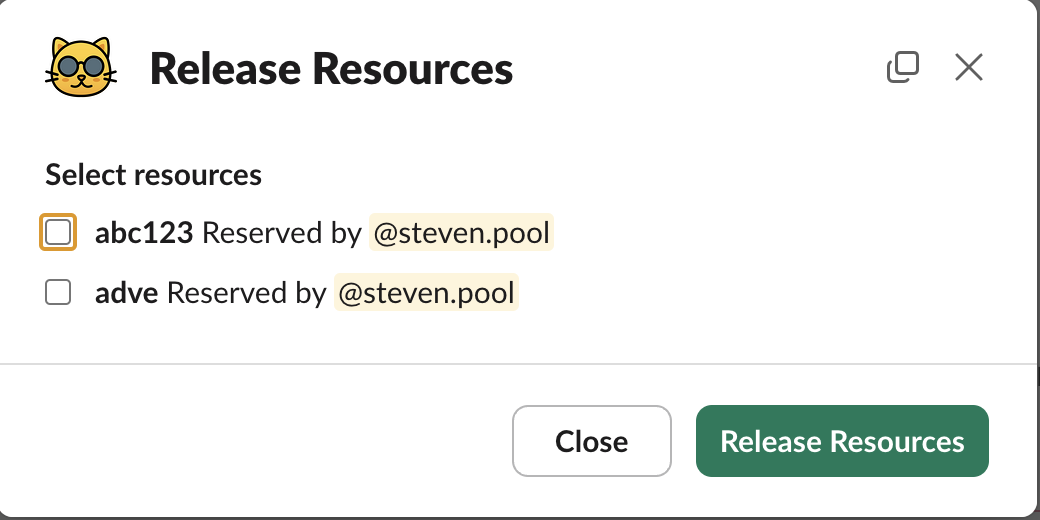 Release Resources
Select resources
abc123 Reserved by @steven.pool
adve Reserved by @steven.pool
Close
Release Resources